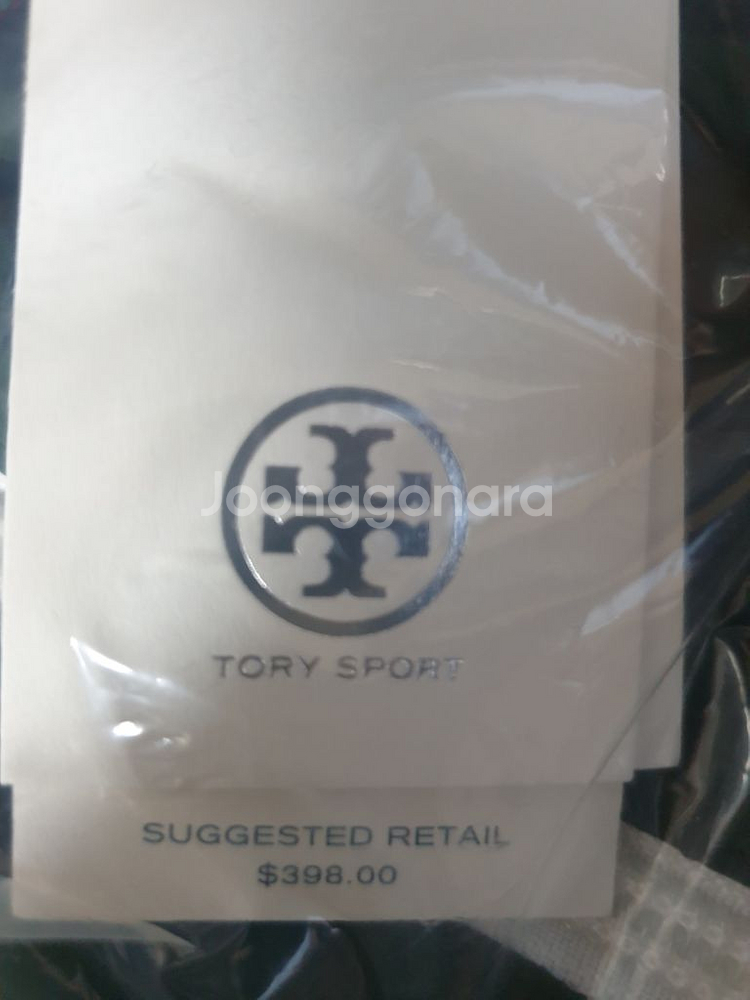 Joonggonara
TORY SPORT
SUGGESTED RETAIL
$398.00